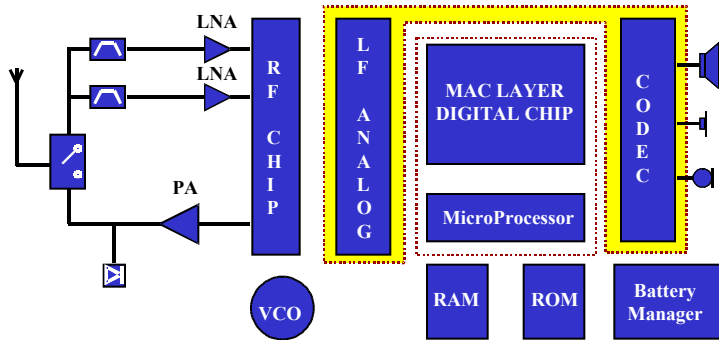 LNA
LNA
PA
RF CHIP
VCO
LF ANALOG
MAC LAYER
DIGITAL CHIP
MicroProcessor
RAM
ROM
CODEC
Battery
Manager